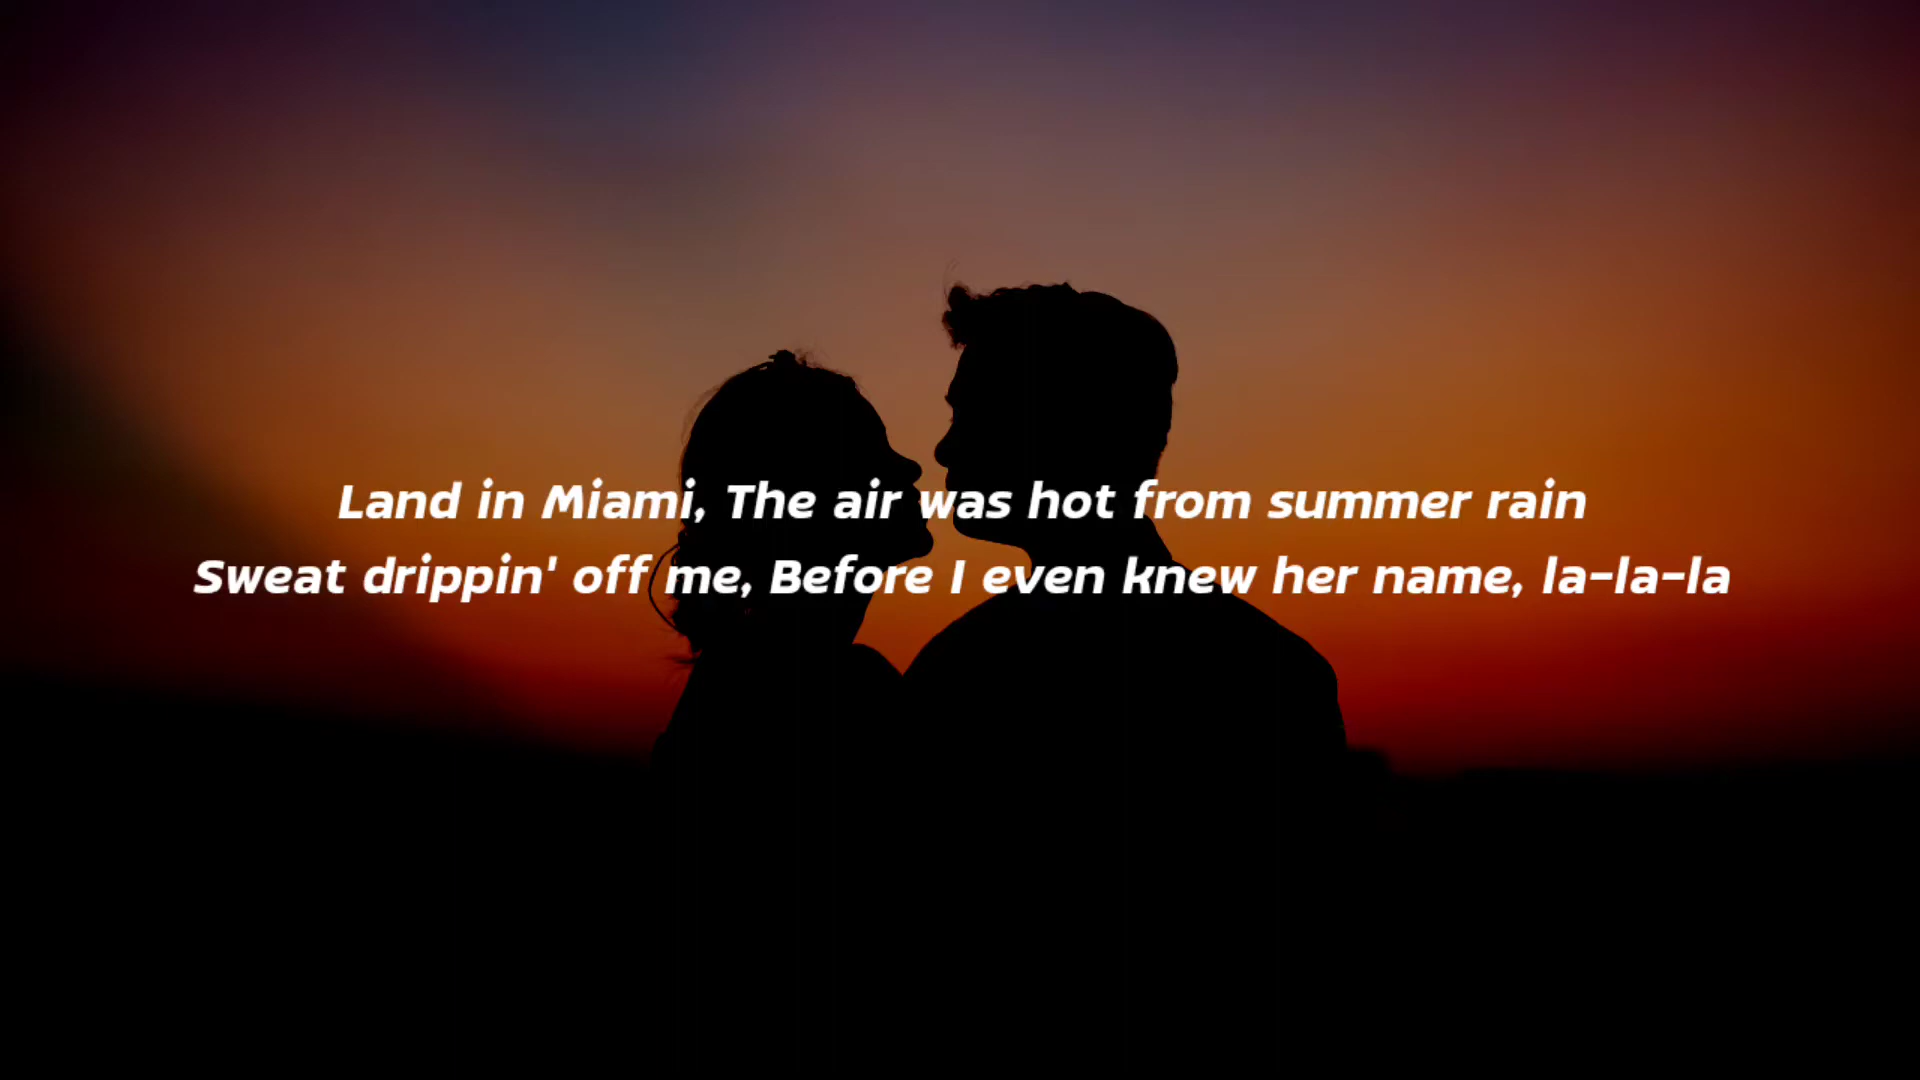 Land in Miami, The air was hot from summer rain
Sweat drippin' off me, Before I even knew her name, la-la-la